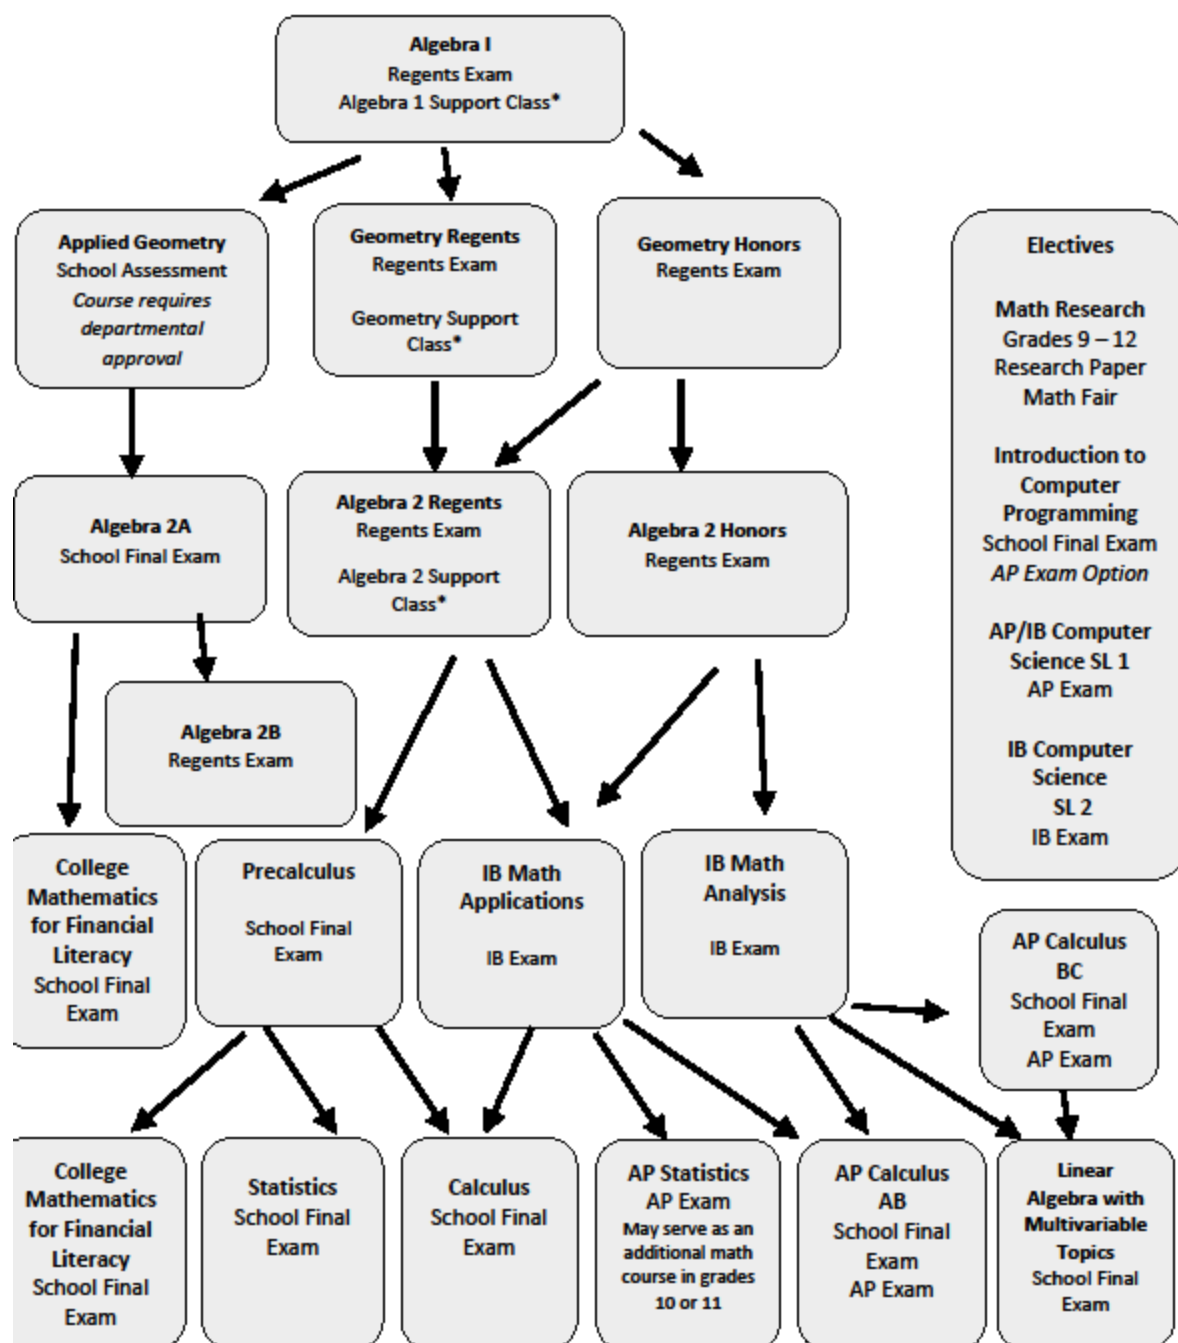 Algebra I
Regents Exam
Algebra 1 Support Class*
Applied Geometry
School Assessment
Course requires
departmental
approval
Geometry Regents
Regents Exam
Geometry Support
Class*
Geometry Honors
Regents Exam
Electives
Math Research
Grades 9 – 12
Research Paper
Math Fair
Introduction to
Computer
Programming
School Final Exam
AP Exam Option
AP/IB Computer
Science SL 1
AP Exam
IB Computer
Science
SL 2
IB Exam
Algebra 2A
School Final Exam
Algebra 2 Regents
Regents Exam
Algebra 2 Support
Class*
Algebra 2 Honors
Regents Exam
Algebra 2B
Regents Exam
College
Mathematics
for Financial
Literacy
School Final
Exam
Precalculus
School Final
Exam
IB Math
Applications
IB Exam
IB Math
Analysis
IB Exam
AP Calculus
BC
School Final
Exam
AP Exam
College
Mathematics
for Financial
Literacy
School Final
Exam
Statistics
School Final
Exam
Calculus
School Final
Exam
AP Statistics
AP Exam
May serve as an
additional math
course in grades
10 or 11
AP Calculus
AB
School Final
Exam
AP Exam
Linear
Algebra with
Multivariable
Topics
School Final
Exam